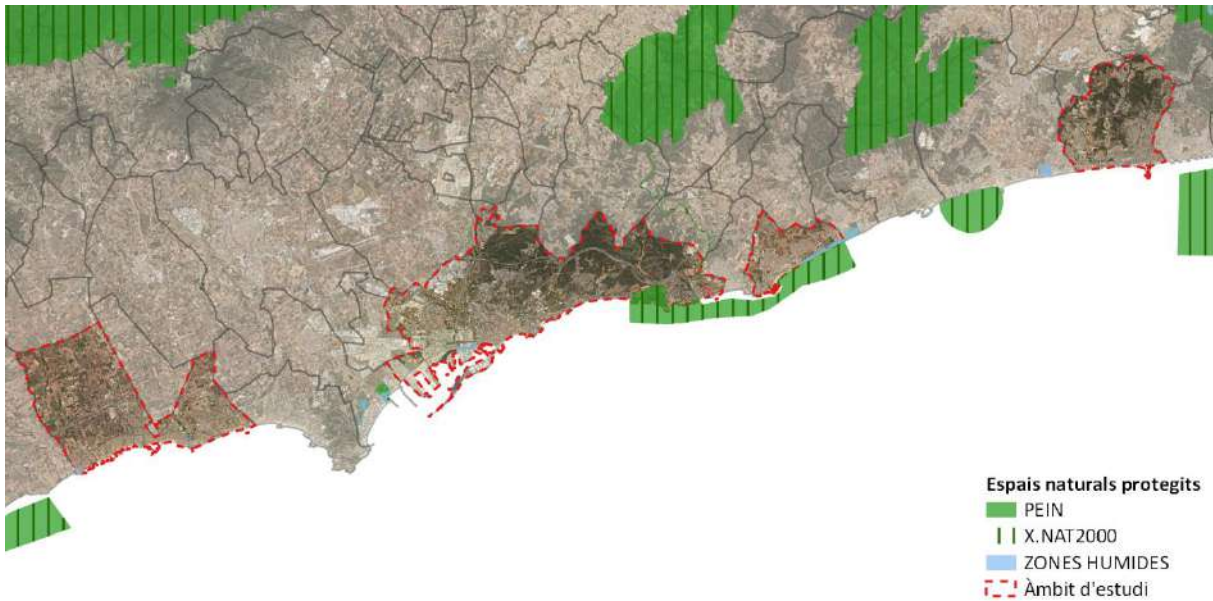 Espais naturals protegits
PEIN
X.NAT2000
ZONES HUMIDES
Àmbit d'estudi